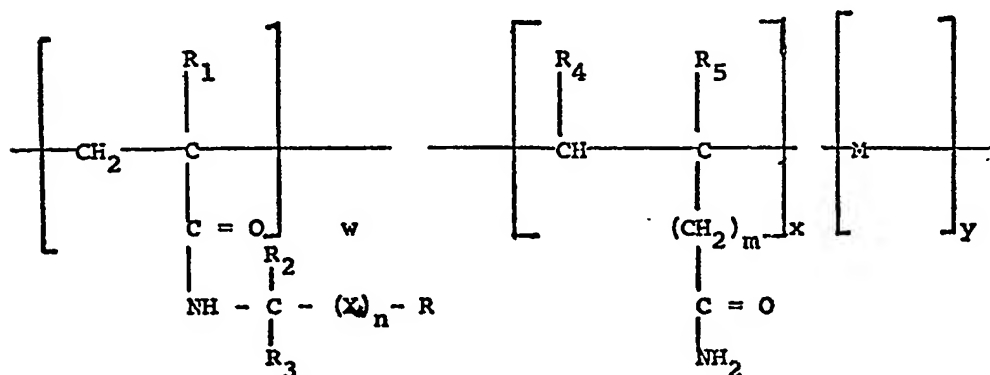 R1 R4 R5
CH2 C CH C M
C = O w (CH2)m x y
R2
NH - C - (X)n - R C = O
R3 NH2